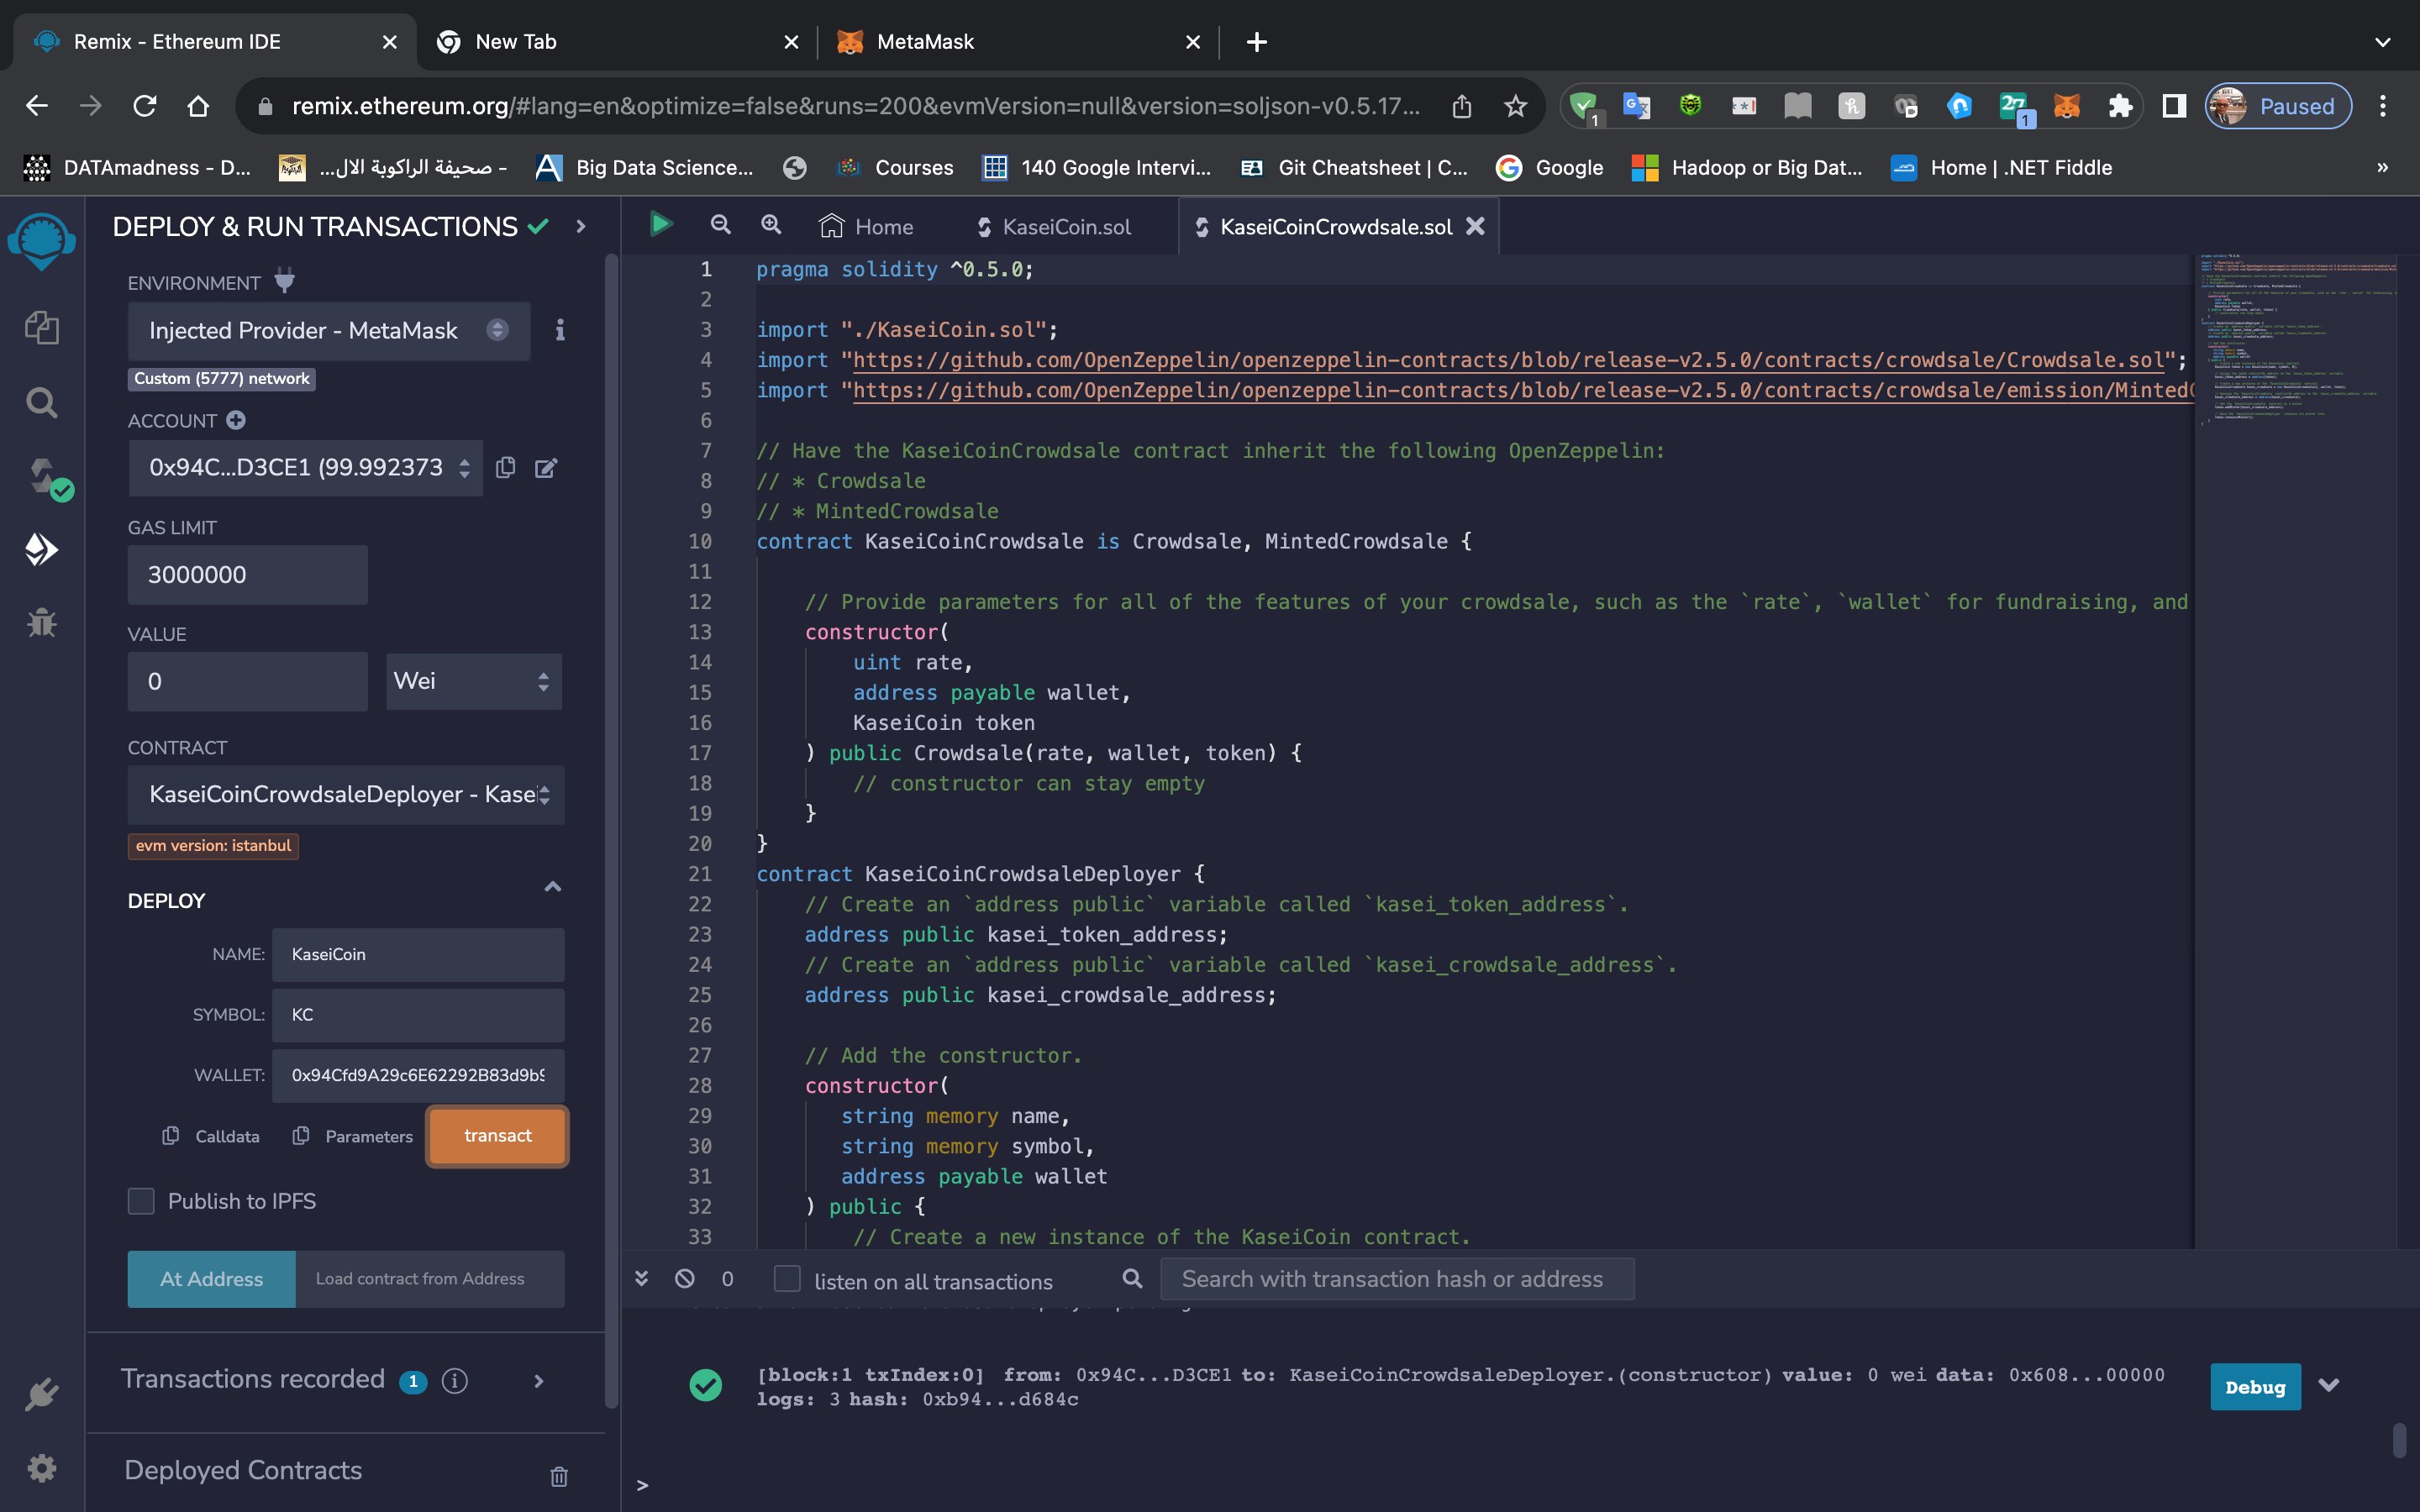 Remix - Ethereum IDE
New Tab
MetaMask
remix.ethereum.org/#lang=en&optimize=false&runs=200&evmVersion=null&version=soljson-v0.5.17...
1
27
1
Paused
DATAmadness - D...
صحيفة الراكوبة الال... -
Big Data Science...
Courses
140 Google Intervi...
Git Cheatsheet | C...
Google
Hadoop or Big Dat...
Home | .NET Fiddle
»
DEPLOY & RUN TRANSACTIONS
ENVIRONMENT
Injected Provider - MetaMask
Custom (5777) network
ACCOUNT
0x94C...D3CE1 (99.992373
GAS LIMIT
3000000
VALUE
0
Wei
CONTRACT
KaseiCoinCrowdsaleDeployer - Kasei
evm version: istanbul
DEPLOY
NAME: KaseiCoin
SYMBOL: KC
WALLET: 0x94Cfd9A29c6E62292B83d9b9
Calldata
Parameters
transact
Publish to IPFS
At Address
Load contract from Address
Transactions recorded 1
Deployed Contracts
Home
KaseiCoin.sol
KaseiCoinCrowdsale.sol
1 pragma solidity ^0.5.0;
2
3 import "./KaseiCoin.sol";
4 import "https://github.com/OpenZeppelin/openzeppelin-contracts/blob/release-v2.5.0/contracts/crowdsale/Crowdsale.sol";
5 import "https://github.com/OpenZeppelin/openzeppelin-contracts/blob/release-v2.5.0/contracts/crowdsale/emission/MintedC
6
7 // Have the KaseiCoinCrowdsale contract inherit the following OpenZeppelin:
8 // * Crowdsale
9 // * MintedCrowdsale
10 contract KaseiCoinCrowdsale is Crowdsale, MintedCrowdsale {
11
12 // Provide parameters for all of the features of your crowdsale, such as the `rate`, `wallet` for fundraising, and
13 constructor(
14 uint rate,
15 address payable wallet,
16 KaseiCoin token
17 ) public Crowdsale(rate, wallet, token) {
18 // constructor can stay empty
19 }
20 }
21 contract KaseiCoinCrowdsaleDeployer {
22 // Create an `address public` variable called `kasei_token_address`.
23 address public kasei_token_address;
24 // Create an `address public` variable called `kasei_crowdsale_address`.
25 address public kasei_crowdsale_address;
26
27 // Add the constructor.
28 constructor(
29 string memory name,
30 string memory symbol,
31 address payable wallet
32 ) public {
33 // Create a new instance of the KaseiCoin contract.
0
listen on all transactions
Search with transaction hash or address
[block:1 txIndex:0] from: 0x94C...D3CE1 to: KaseiCoinCrowdsaleDeployer.(constructor) value: 0 wei data: 0x608...00000
logs: 3 hash: 0xb94...d684c
Debug
>